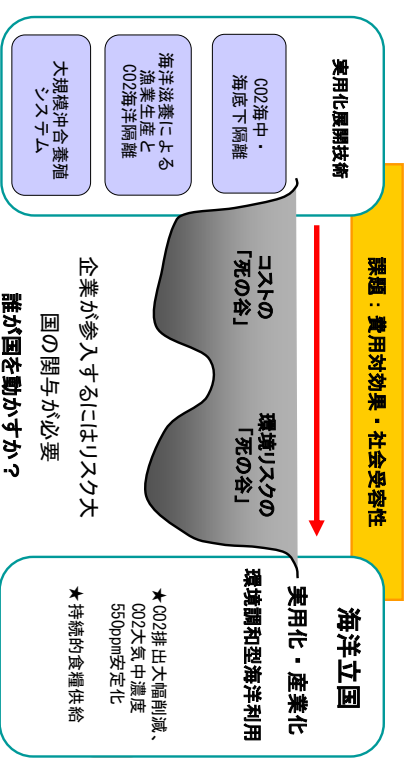 課題：費用対効果・社会受容性
実用化展開技術
CO2海中・
海底下隔離
海洋滋養による
漁業生産と
CO2海洋隔離
大規模沖合養殖
システム
コストの
「死の谷」
環境リスクの
「死の谷」
企業が参入するにはリスク大
国の関与が必要
誰が国を動かすか？
海洋立国
実用化・産業化
環境調和型海洋利用
★CO2排出大幅削減、
CO2大気中濃度
550ppm安定化
★持続的食糧供給